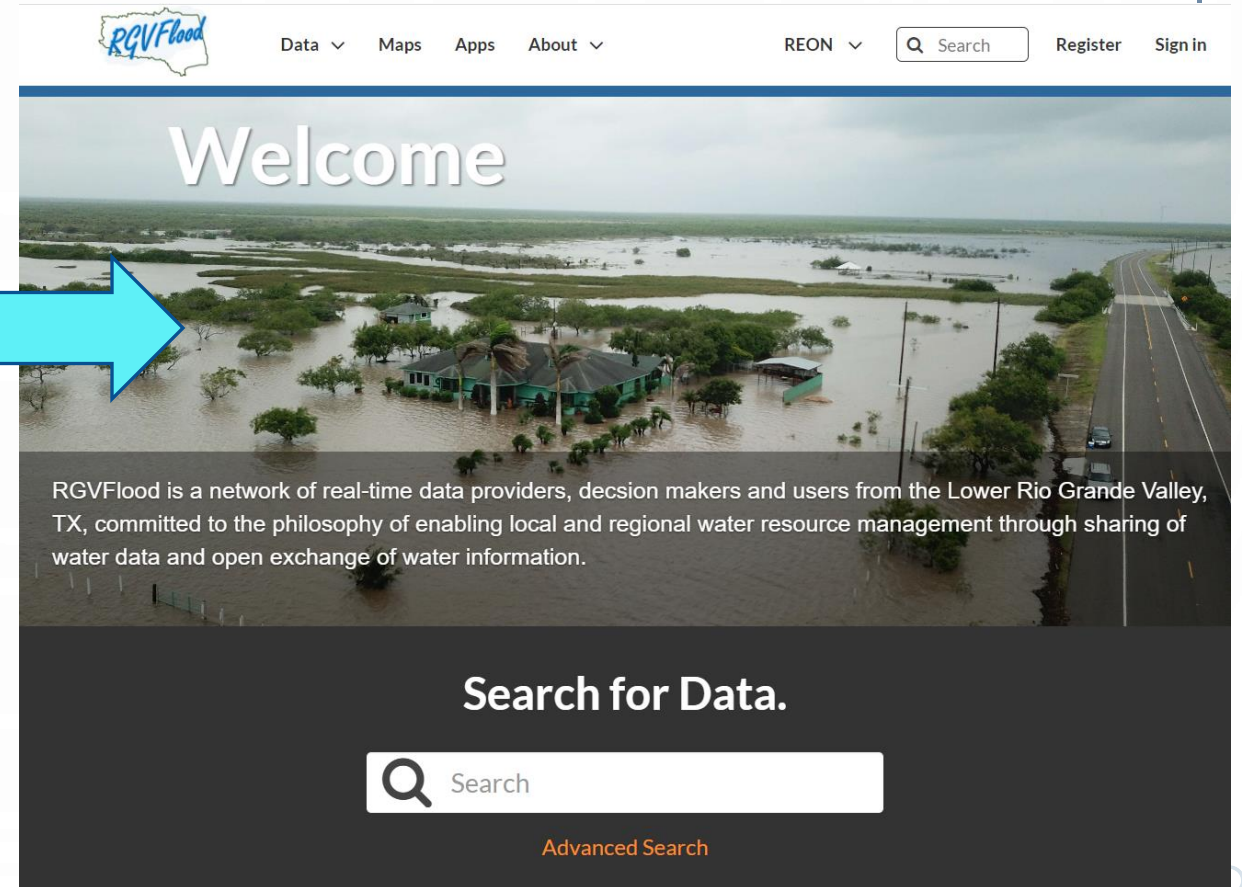 RGVFlood
Data Maps Apps About REON Search Register Sign in
Welcome
RGVFlood is a network of real-time data providers, decsion makers and users from the Lower Rio Grande Valley,
TX, committed to the philosophy of enabling local and regional water resource management through sharing of
water data and open exchange of water information.
Search for Data.
Search
Advanced Search